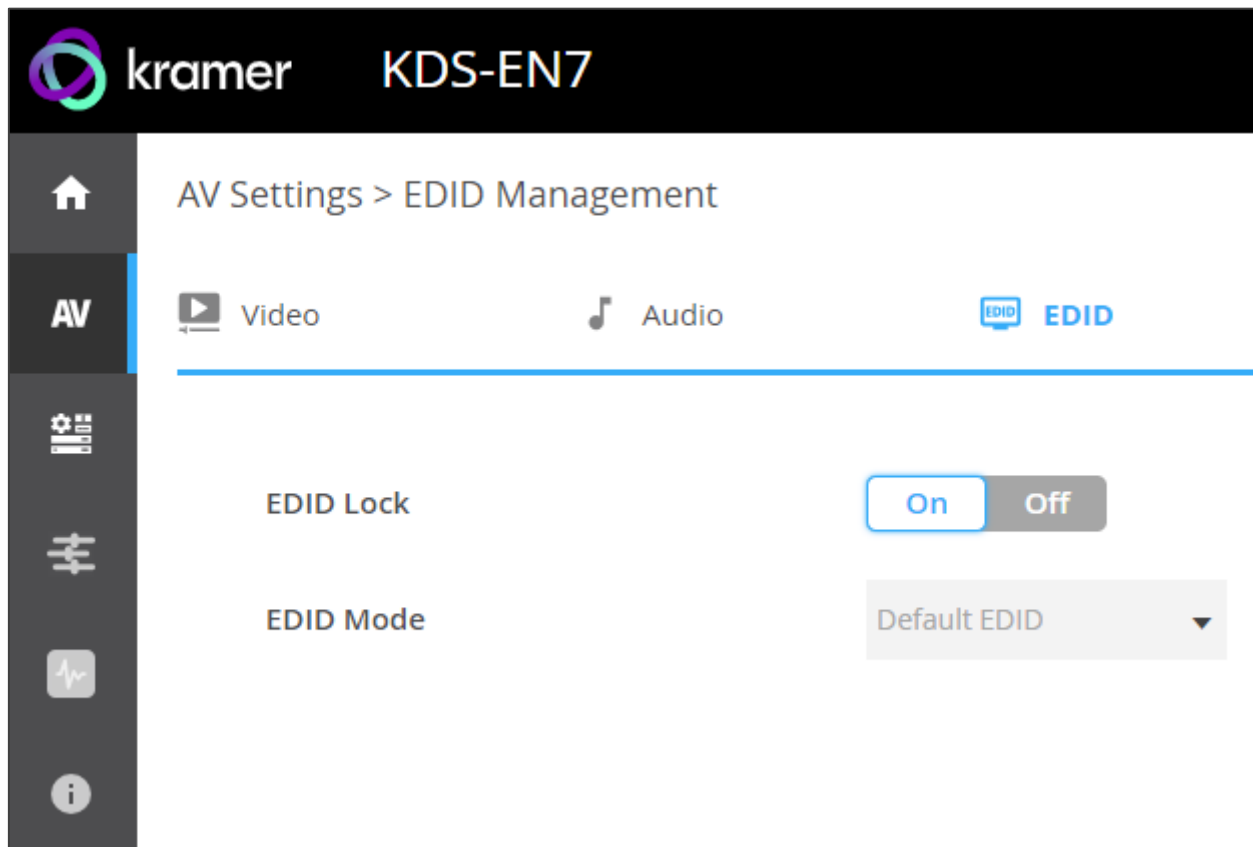 kramer KDS-EN7
AV Settings > EDID Management
AV
Video Audio EDID EDID
EDID Lock On Off
EDID Mode Default EDID